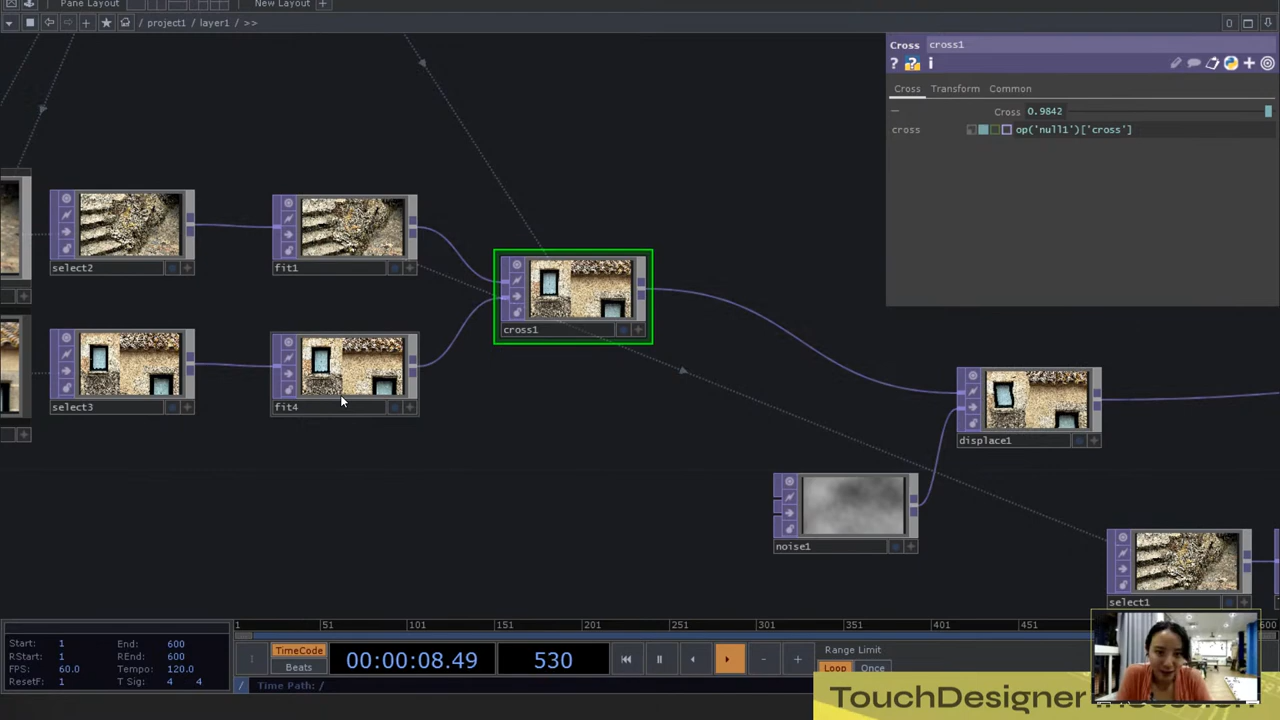 Pane Layout New Layout +
/ project1 / layer1 / >> 0
Cross cross1
? i
Cross Transform Common
Cross 0.9842
cross op('null1')['cross']
select2 fit1
cross1
select3 fit4
displace1
noise1
select1
1 51 101 151 201 251 301 351 401 451 500
Start: 1 End: 600
RStart: 1 REnd: 600
FPS: 60.0 Tempo: 120.0
ResetF: 1 T Sig: 4 4
TimeCode
Beats
00:00:08.49 530
Range Limit
Loop Once
/ Time Path: /
TouchDesigner